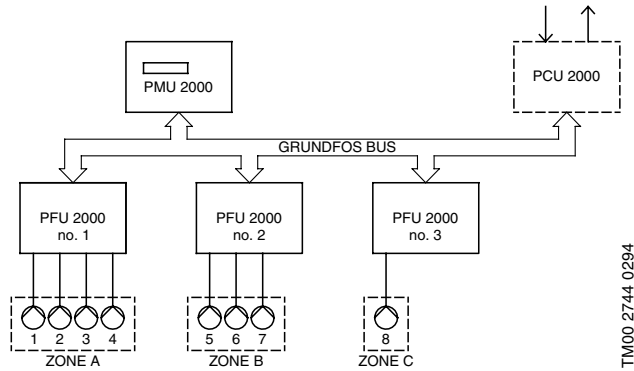 PMU 2000
PCU 2000
GRUNDFOS BUS
PFU 2000
no. 1
PFU 2000
no. 2
PFU 2000
no. 3
1 2 3 4
5 6 7
8
ZONE A
ZONE B
ZONE C
TM00 2744 0294